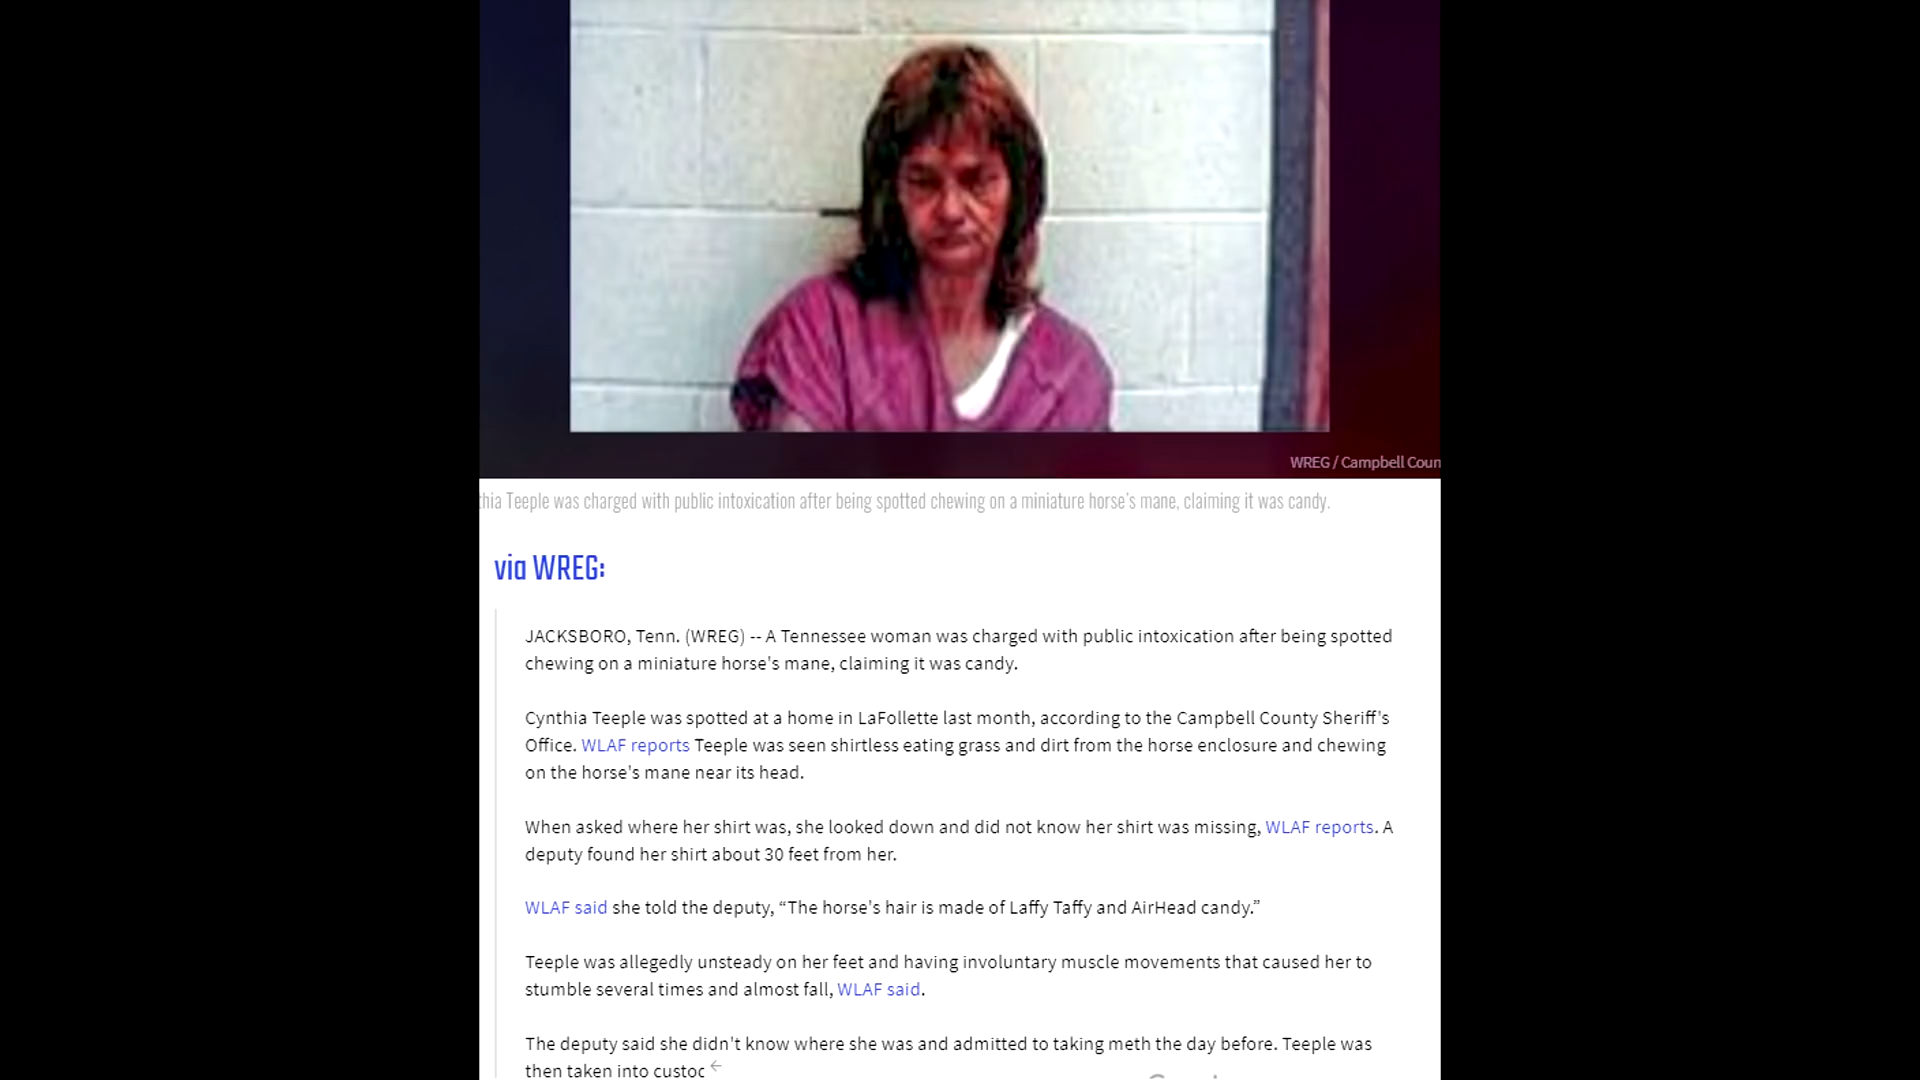 WREG / Campbell Coun
thia Teeple was charged with public intoxication after being spotted chewing on a miniature horse's mane, claiming it was candy.
via WREG:
JACKSBORO, Tenn. (WREG) -- A Tennessee woman was charged with public intoxication after being spotted
chewing on a miniature horse's mane, claiming it was candy.
Cynthia Teeple was spotted at a home in LaFollette last month, according to the Campbell County Sheriff's
Office. WLAF reports Teeple was seen shirtless eating grass and dirt from the horse enclosure and chewing
on the horse's mane near its head.
When asked where her shirt was, she looked down and did not know her shirt was missing, WLAF reports. A
deputy found her shirt about 30 feet from her.
WLAF said she told the deputy, “The horse's hair is made of Laffy Taffy and AirHead candy.”
Teeple was allegedly unsteady on her feet and having involuntary muscle movements that caused her to
stumble several times and almost fall, WLAF said.
The deputy said she didn't know where she was and admitted to taking meth the day before. Teeple was
then taken into custoc